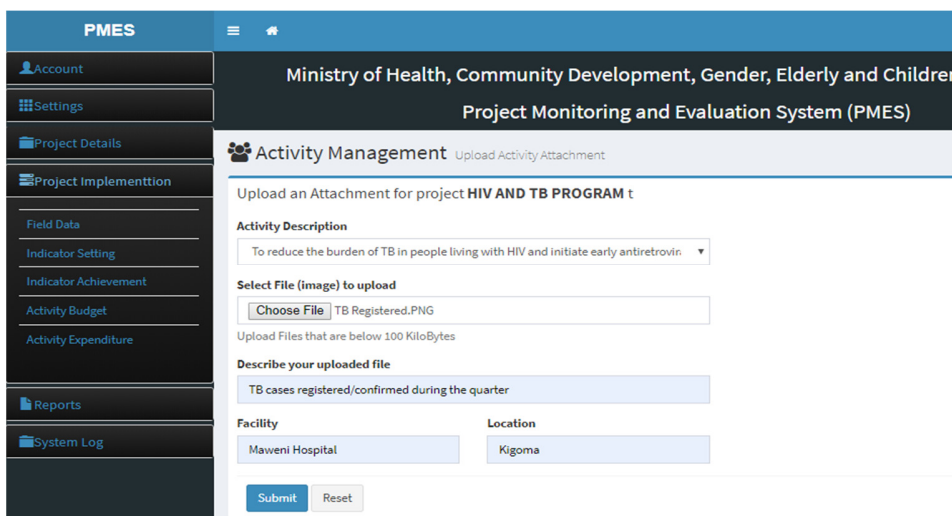 PMES
Account
Settings
Project Details
Project Implementtion
Field Data
Indicator Setting
Indicator Achievement
Activity Budget
Activity Expenditure
Reports
System Log
Ministry of Health, Community Development, Gender, Elderly and Children
Project Monitoring and Evaluation System (PMES)
Activity Management Upload Activity Attachment
Upload an Attachment for project HIV AND TB PROGRAM t
Activity Description
To reduce the burden of TB in people living with HIV and initiate early
Select File (image) to upload
Choose File TB Registered.PNG
Upload Files that are below 100 KiloBytes
Describe your uploaded file
TB cases registered/confirmed during the quarter
Facility Location
Maweni Hospital Kigoma
Submit Reset